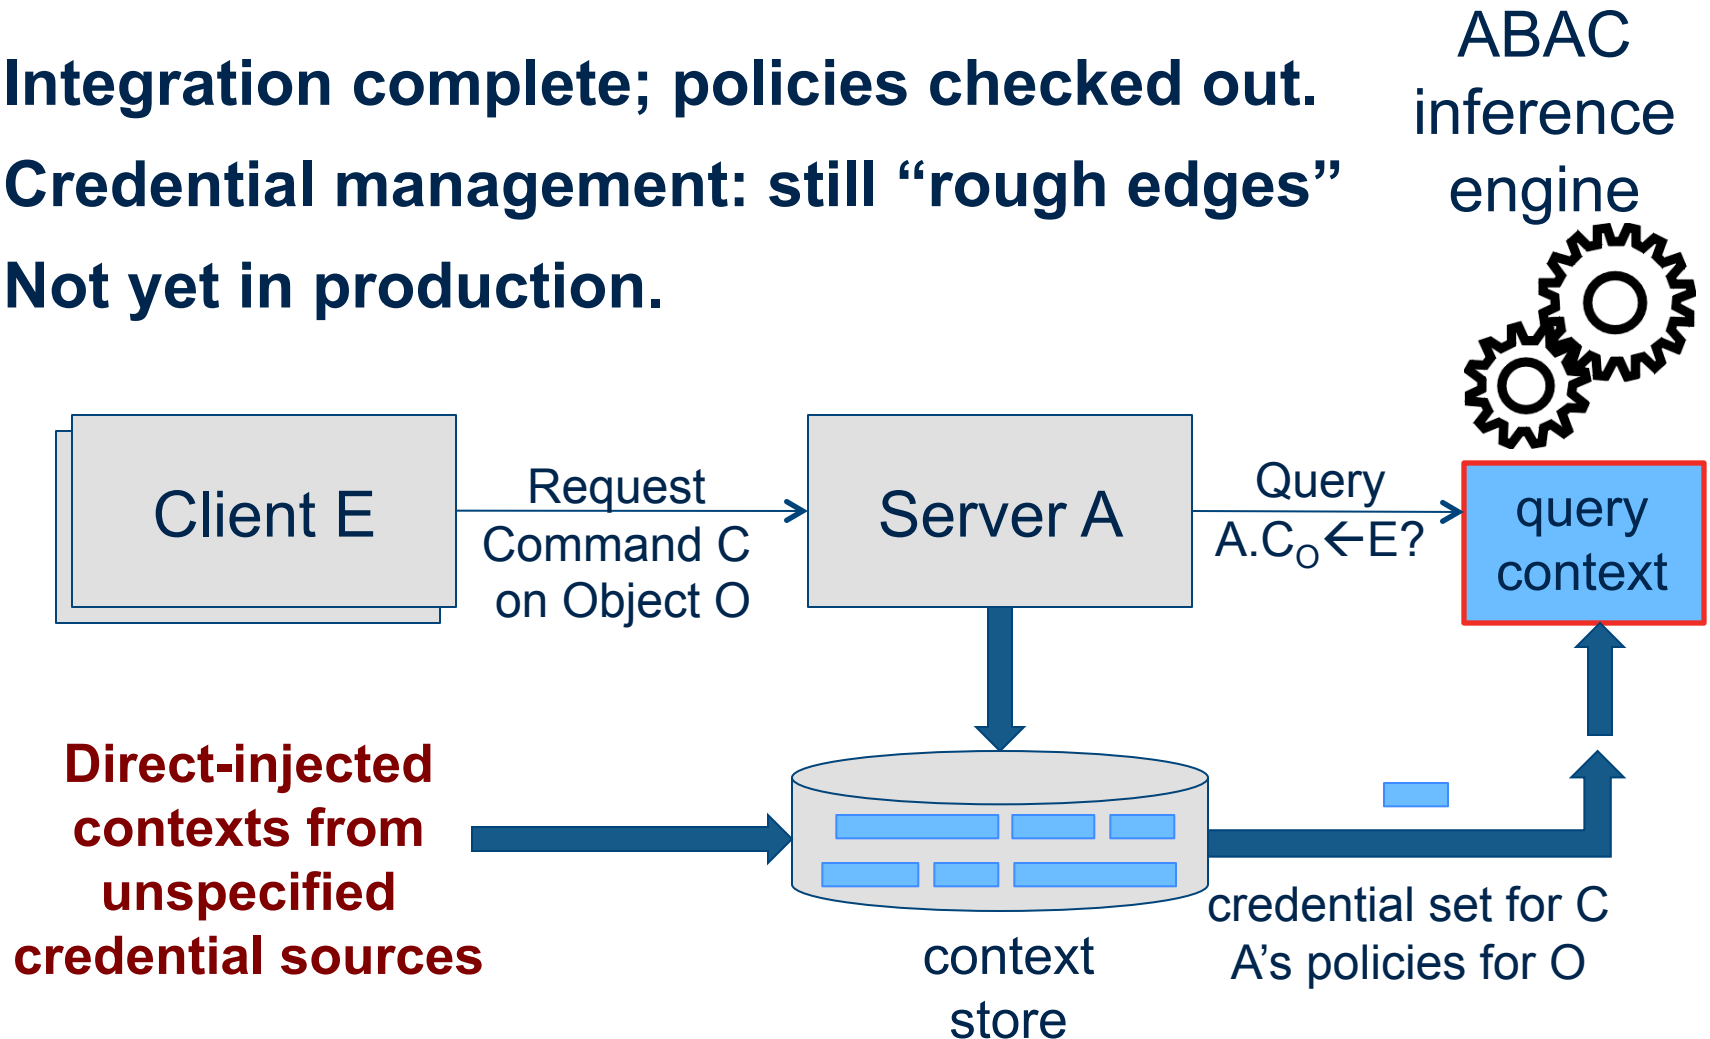 Integration complete; policies checked out.
Credential management: still “rough edges”
Not yet in production.
ABAC
inference
engine
Client E
Request
Command C
on Object O
Server A
Query
A.C_O←E?
query
context
Direct-injected
contexts from
unspecified
credential sources
context
store
credential set for C
A’s policies for O